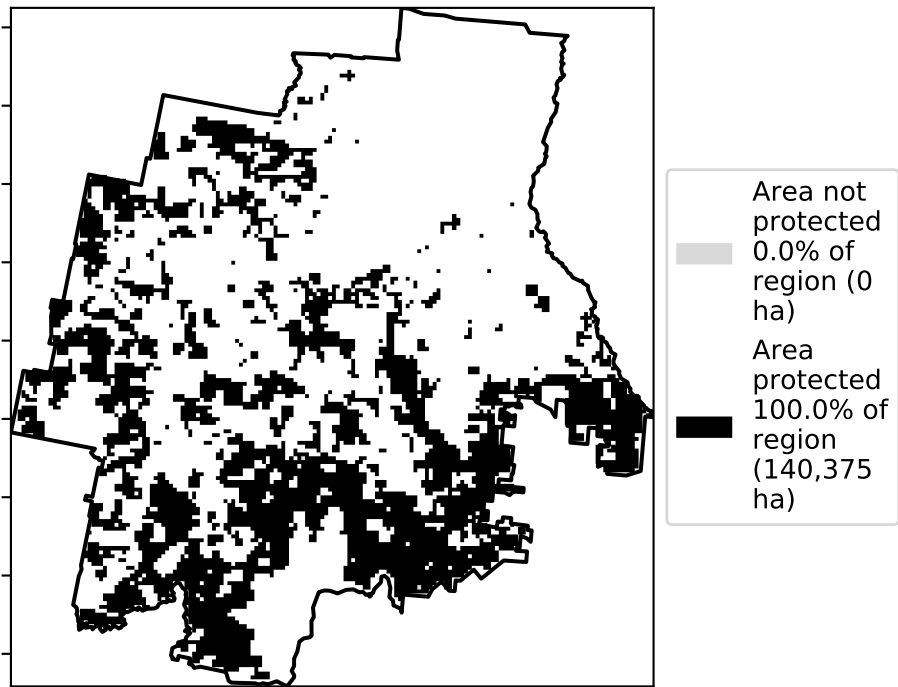 Area not
protected
0.0% of
region (0
ha)
Area
protected
100.0% of
region
(140,375
ha)